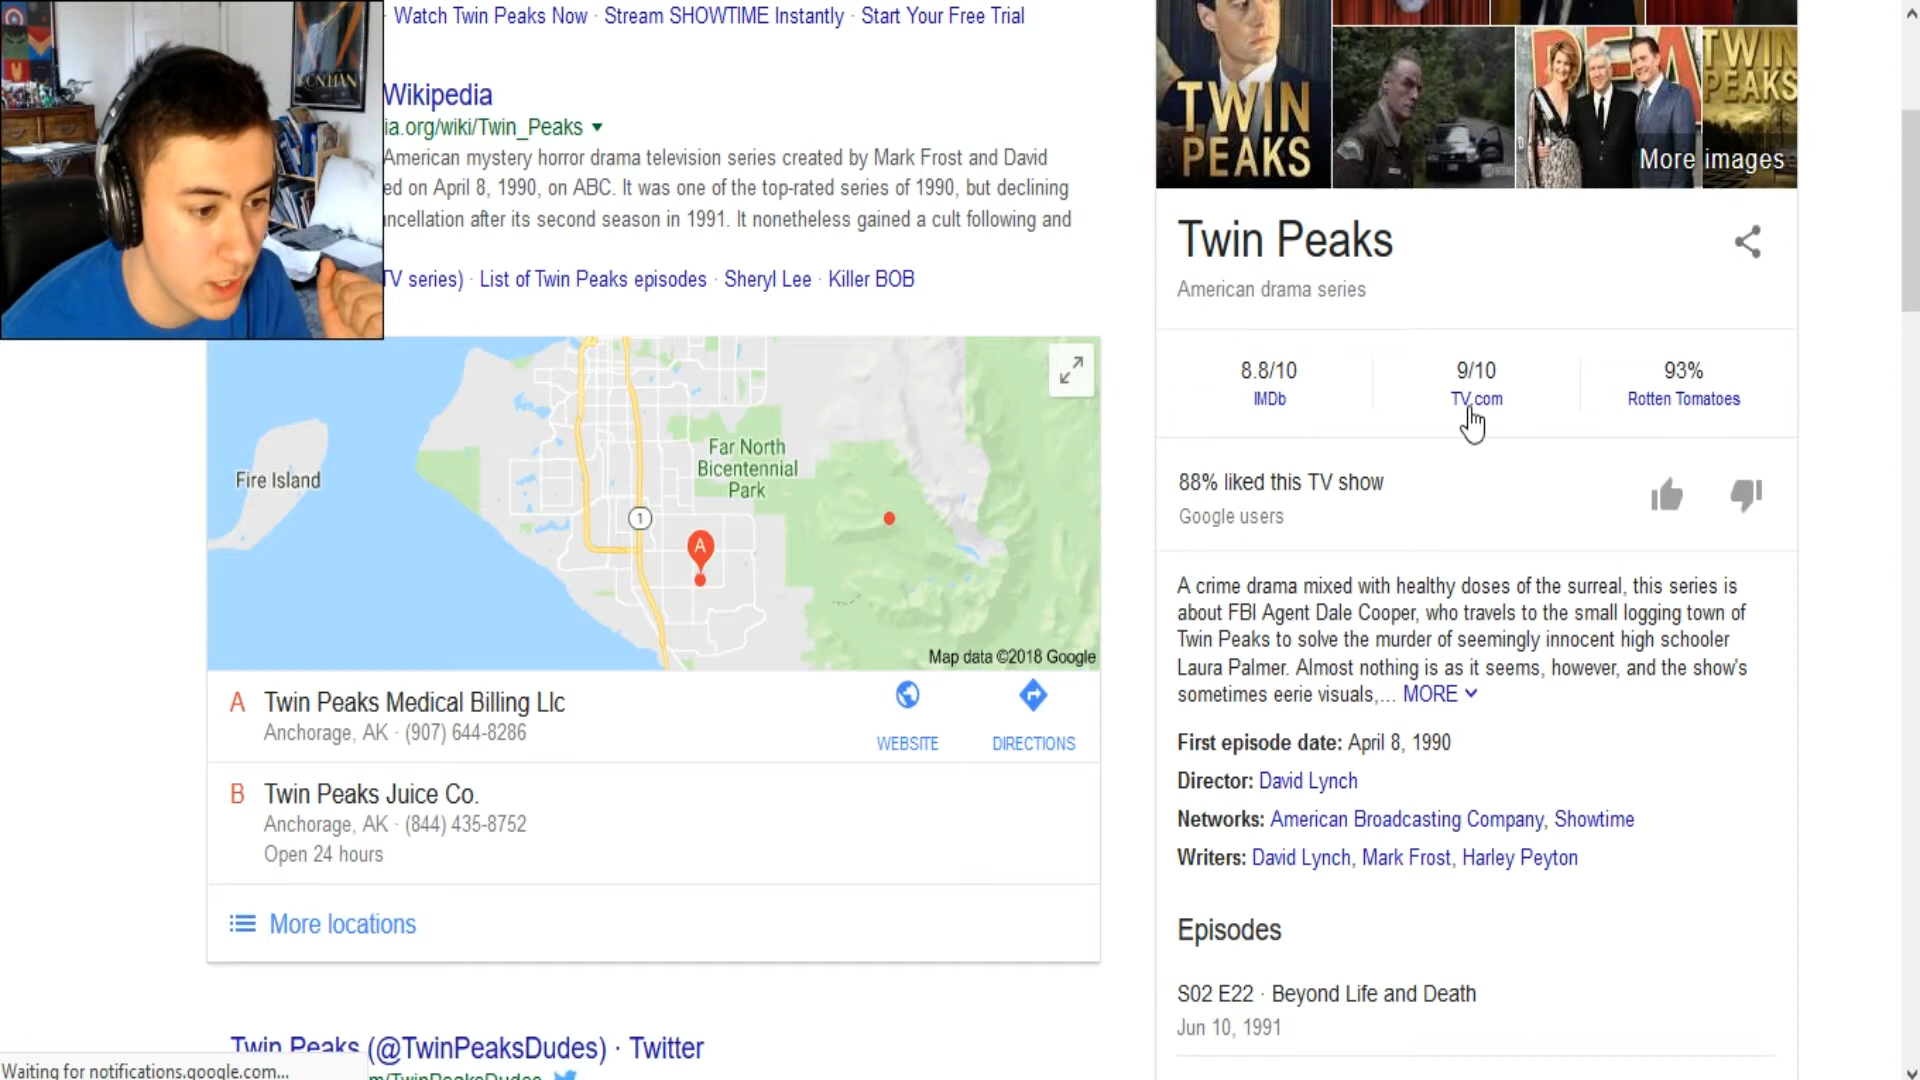 Watch Twin Peaks Now · Stream SHOWTIME Instantly · Start Your Free Trial
Wikipedia
ia.org/wiki/Twin_Peaks
American mystery horror drama television series created by Mark Frost and David
ed on April 8, 1990, on ABC. It was one of the top-rated series of 1990, but declining
ncellation after its second season in 1991. It nonetheless gained a cult following and
TV series) · List of Twin Peaks episodes · Sheryl Lee · Killer BOB
Fire Island
Far North
Bicentennial
Park
1
A
Map data ©2018 Google
A Twin Peaks Medical Billing Llc
Anchorage, AK · (907) 644-8286
WEBSITE DIRECTIONS
B Twin Peaks Juice Co.
Anchorage, AK · (844) 435-8752
Open 24 hours
More locations
Twin Peaks (@TwinPeaksDudes) · Twitter
m/TwinPeaksDudes
Waiting for notifications.google.com...
TWIN
PEAKS
TWIN
PEAKS
More images
Twin Peaks
American drama series
8.8/10 9/10 93%
IMDb TV.com Rotten Tomatoes
88% liked this TV show
Google users
A crime drama mixed with healthy doses of the surreal, this series is
about FBI Agent Dale Cooper, who travels to the small logging town of
Twin Peaks to solve the murder of seemingly innocent high schooler
Laura Palmer. Almost nothing is as it seems, however, and the show's
sometimes eerie visuals,... MORE
First episode date: April 8, 1990
Director: David Lynch
Networks: American Broadcasting Company, Showtime
Writers: David Lynch, Mark Frost, Harley Peyton
Episodes
S02 E22 · Beyond Life and Death
Jun 10, 1991